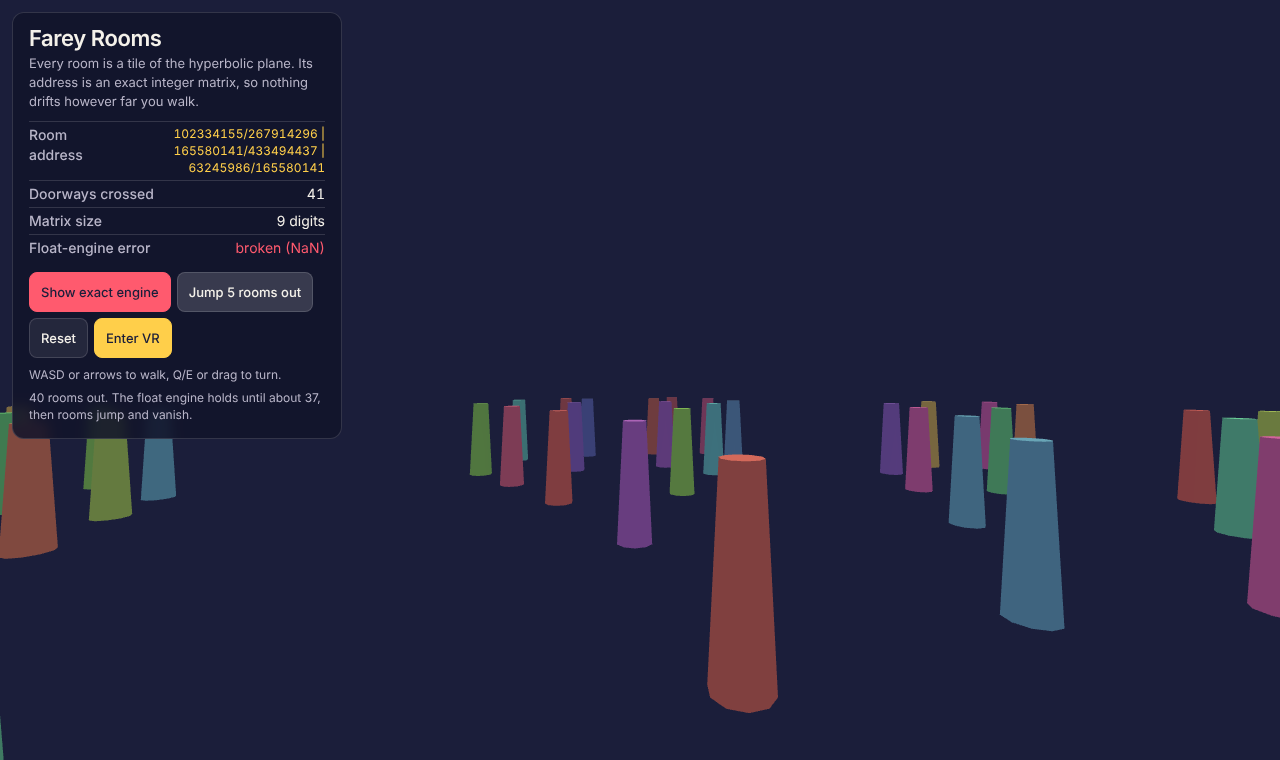 Farey Rooms
Every room is a tile of the hyperbolic plane. Its
address is an exact integer matrix, so nothing
drifts however far you walk.
Room address
102334155/267914296 |
165580141/433494437 |
63245986/165580141
Doorways crossed 41
Matrix size 9 digits
Float-engine error broken (NaN)
Show exact engine Jump 5 rooms out
Reset Enter VR
WASD or arrows to walk, Q/E or drag to turn.
40 rooms out. The float engine holds until about 37,
then rooms jump and vanish.